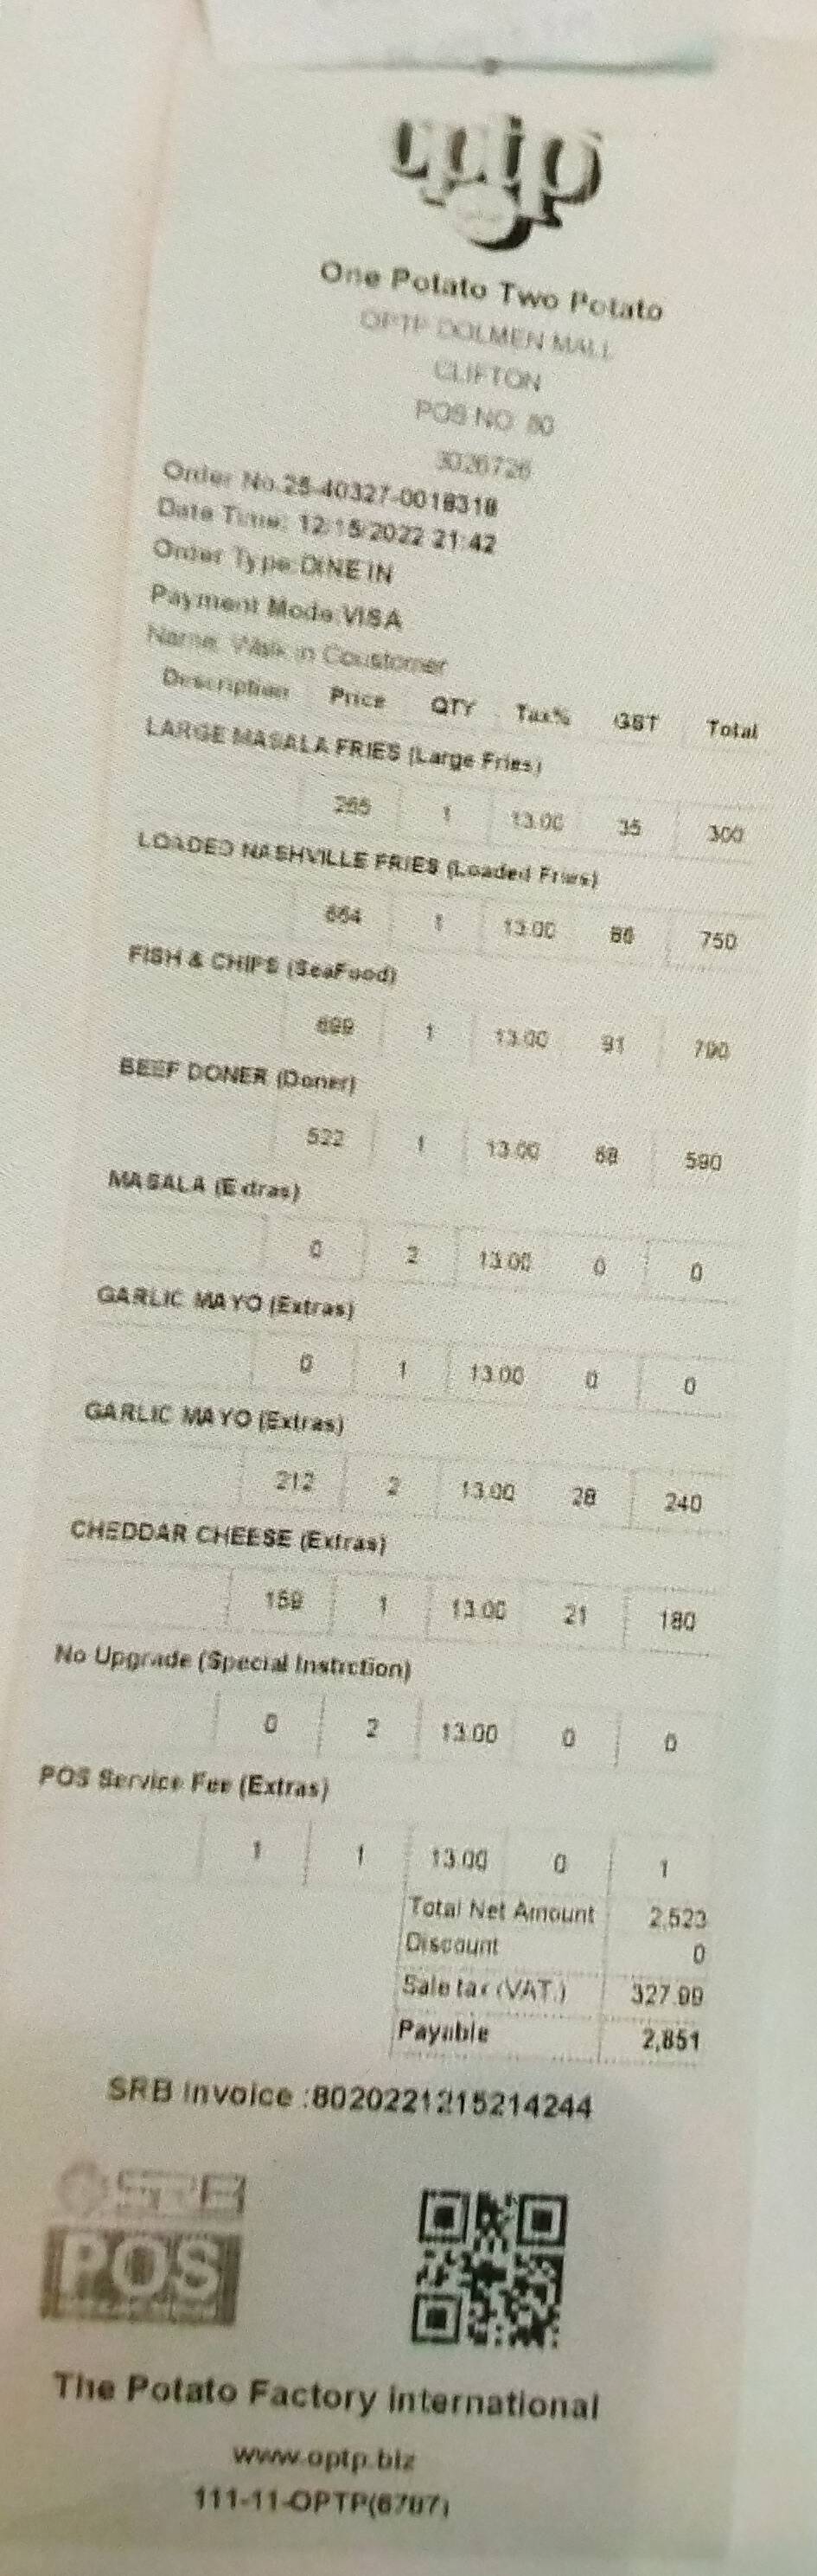 optp
One Potato Two Potato
OPTP DOLMEN MALL
CLIFTON
POS NO 80
3026726
Order No.25-40327-0018318
Date Time: 12/15/2022 21:42
Order Type:DINE IN
Payment Mode:VISA
Name: Walk in Coustomer
Description Price QTY Tax% GST Total
LARGE MASALA FRIES (Large Fries)
265 1 13.00 35 300
LOADED NASHVILLE FRIES (Loaded Fries)
664 1 13.00 86 750
FISH & CHIPS (SeaFood)
699 1 13.00 91 790
BEEF DONER (Doner)
522 1 13.00 68 590
MASALA (Extras)
0 2 13.00 0 0
GARLIC MAYO (Extras)
0 1 13.00 0 0
GARLIC MAYO (Extras)
212 2 13.00 28 240
CHEDDAR CHEESE (Extras)
159 1 13.00 21 180
No Upgrade (Special Instrction)
0 2 13.00 0 0
POS Service Fee (Extras)
1 1 13.00 0 1
Total Net Amount 2,523
Discount 0
Sale tax (VAT.) 327.99
Payable 2,851
SRB Invoice :8020221215214244
POS
The Potato Factory International
www.optp.biz
111-11-OPTP(6787)